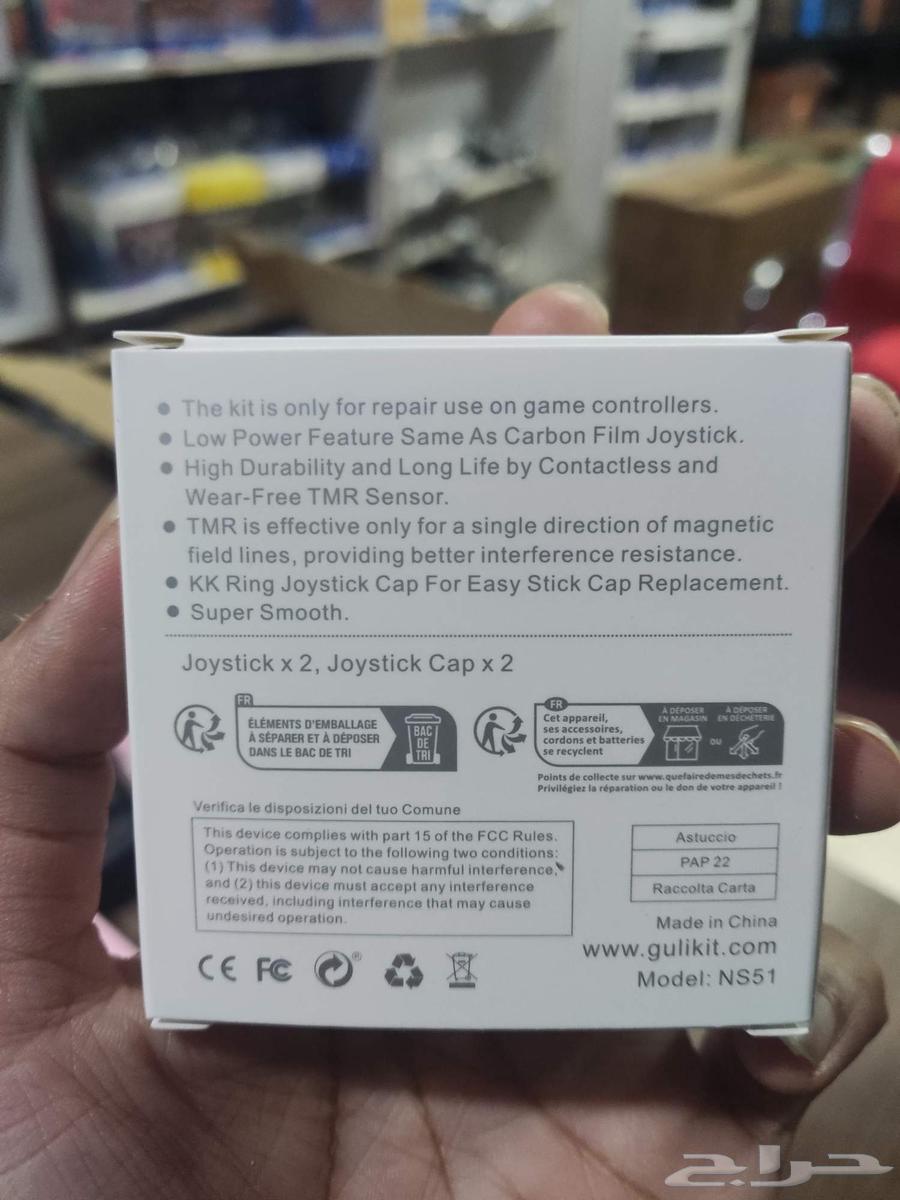 ● The kit is only for repair use on game controllers.
● Low Power Feature Same As Carbon Film Joystick.
● High Durability and Long Life by Contactless and
Wear-Free TMR Sensor.
● TMR is effective only for a single direction of magnetic
field lines, providing better interference resistance.
● KK Ring Joystick Cap For Easy Stick Cap Replacement.
● Super Smooth.
Joystick x 2, Joystick Cap x 2
FR
ÉLÉMENTS D'EMBALLAGE
À SÉPARER ET À DÉPOSER
DANS LE BAC DE TRI
BAC
DE
TRI
FR
Cet appareil,
ses accessoires,
cordons et batteries
se recyclent
À DÉPOSER
EN MAGASIN
OU
À DÉPOSER
EN DÉCHÈTERIE
Points de collecte sur www.quefairedemesdechets.fr
Privilégiez la réparation ou le don de votre appareil !
Verifica le disposizioni del tuo Comune
This device complies with part 15 of the FCC Rules.
Operation is subject to the following two conditions:
(1) This device may not cause harmful interference,
and (2) this device must accept any interference
received, including interference that may cause
undesired operation.
Astuccio
PAP 22
Raccolta Carta
Made in China
www.gulikit.com
Model: NS51
CE FC ®
حراج